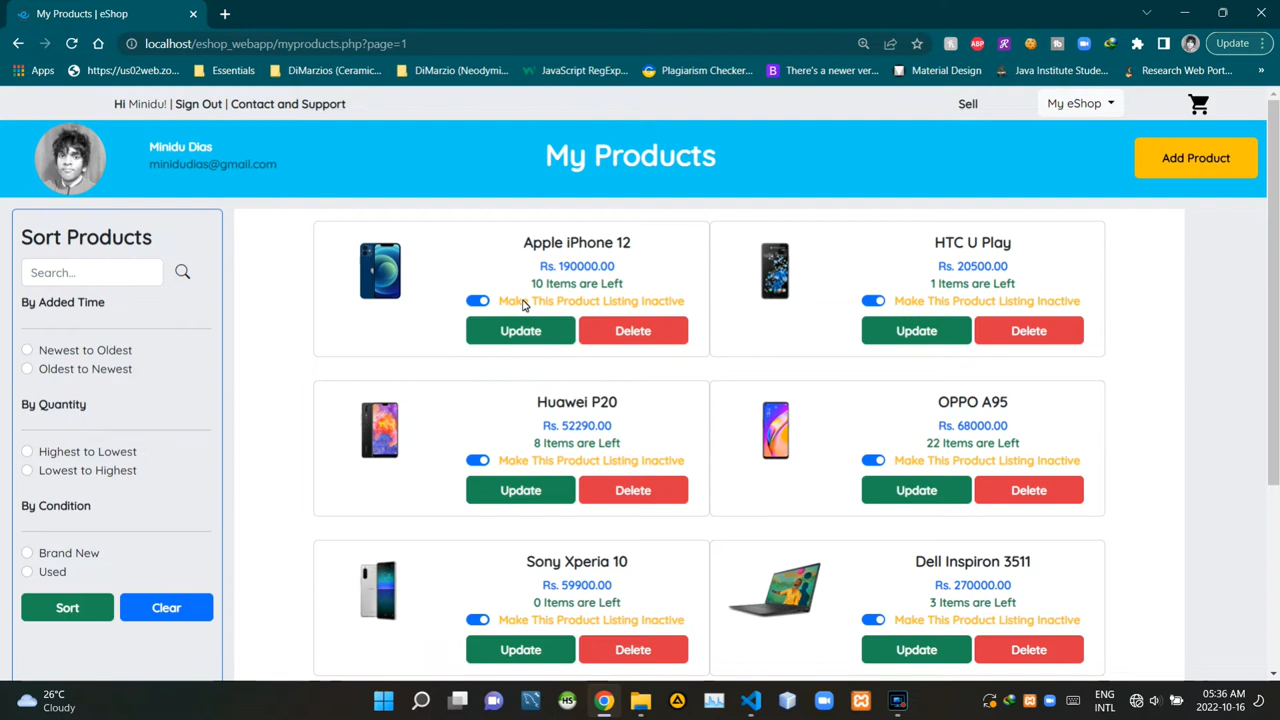 My Products | eShop
localhost/eshop_webapp/myproducts.php?page=1
ABP
Update
Apps
https://us02web.zo...
Essentials
DiMarzios (Ceramic...
DiMarzio (Neodymi...
JavaScript RegExp...
Plagiarism Checker...
There's a newer ver...
Material Design
Java Institute Stude...
Research Web Port...
»
Hi Minidu! | Sign Out | Contact and Support
Sell
My eShop
Minidu Dias
minidudias@gmail.com
My Products
Add Product
Sort Products
Search...
By Added Time
Newest to Oldest
Oldest to Newest
By Quantity
Highest to Lowest
Lowest to Highest
By Condition
Brand New
Used
Sort
Clear
Apple iPhone 12
Rs. 190000.00
10 Items are Left
Make This Product Listing Inactive
Update
Delete
HTC U Play
Rs. 20500.00
1 Items are Left
Make This Product Listing Inactive
Update
Delete
Huawei P20
Rs. 52290.00
8 Items are Left
Make This Product Listing Inactive
Update
Delete
OPPO A95
Rs. 68000.00
22 Items are Left
Make This Product Listing Inactive
Update
Delete
Sony Xperia 10
Rs. 59900.00
0 Items are Left
Make This Product Listing Inactive
Update
Delete
Dell Inspiron 3511
Rs. 270000.00
3 Items are Left
Make This Product Listing Inactive
Update
Delete
26°C
Cloudy
HS
ENG
INTL
05:36 AM
2022-10-16